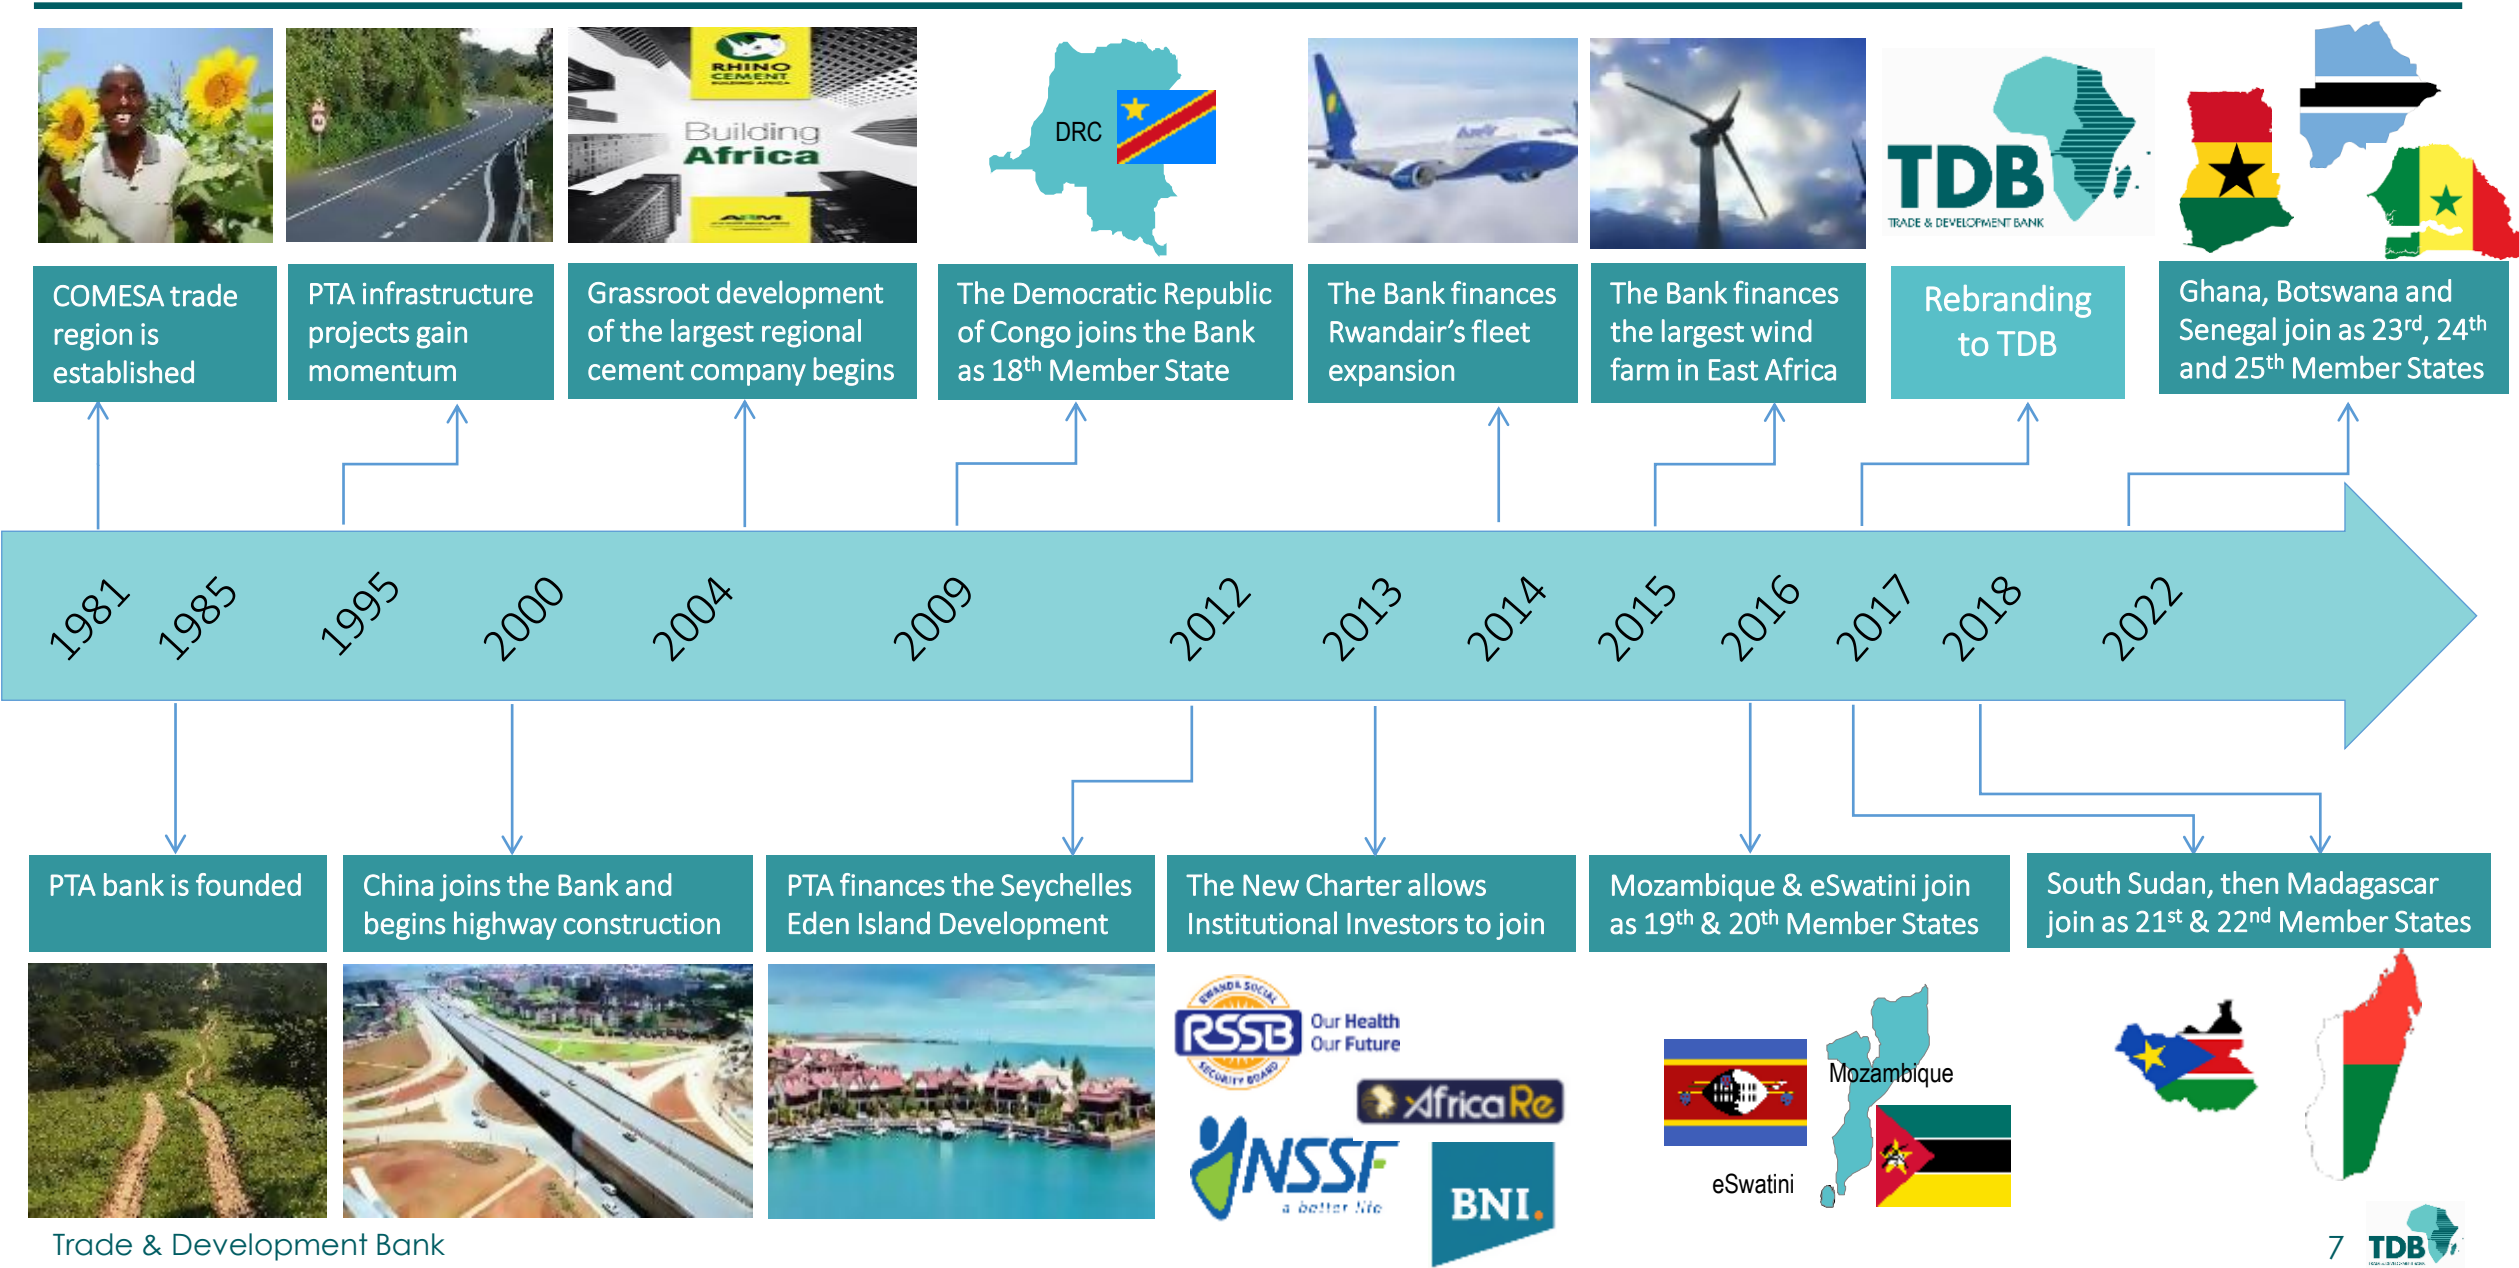 RHINO
CEMENT
BUILDING AFRICA
Building
Africa
ARM
DRC
TDB
TRADE & DEVELOPMENT BANK
COMESA trade
region is
established
PTA infrastructure
projects gain
momentum
Grassroot development
of the largest regional
cement company begins
The Democratic Republic
of Congo joins the Bank
as 18th Member State
The Bank finances
Rwandair’s fleet
expansion
The Bank finances
the largest wind
farm in East Africa
Rebranding
to TDB
Ghana, Botswana and
Senegal join as 23rd, 24th
and 25th Member States
1981
1985
1995
2000
2004
2009
2012
2013
2014
2015
2016
2017
2018
2022
PTA bank is founded
China joins the Bank and
begins highway construction
PTA finances the Seychelles
Eden Island Development
The New Charter allows
Institutional Investors to join
Mozambique & eSwatini join
as 19th & 20th Member States
South Sudan, then Madagascar
join as 21st & 22nd Member States
RWANDA SOCIAL
RSSB
SECURITY BOARD
Our Health
Our Future
AfricaRe
NSSF
a better life
BNI.
Mozambique
eSwatini
Trade & Development Bank
7
TDB